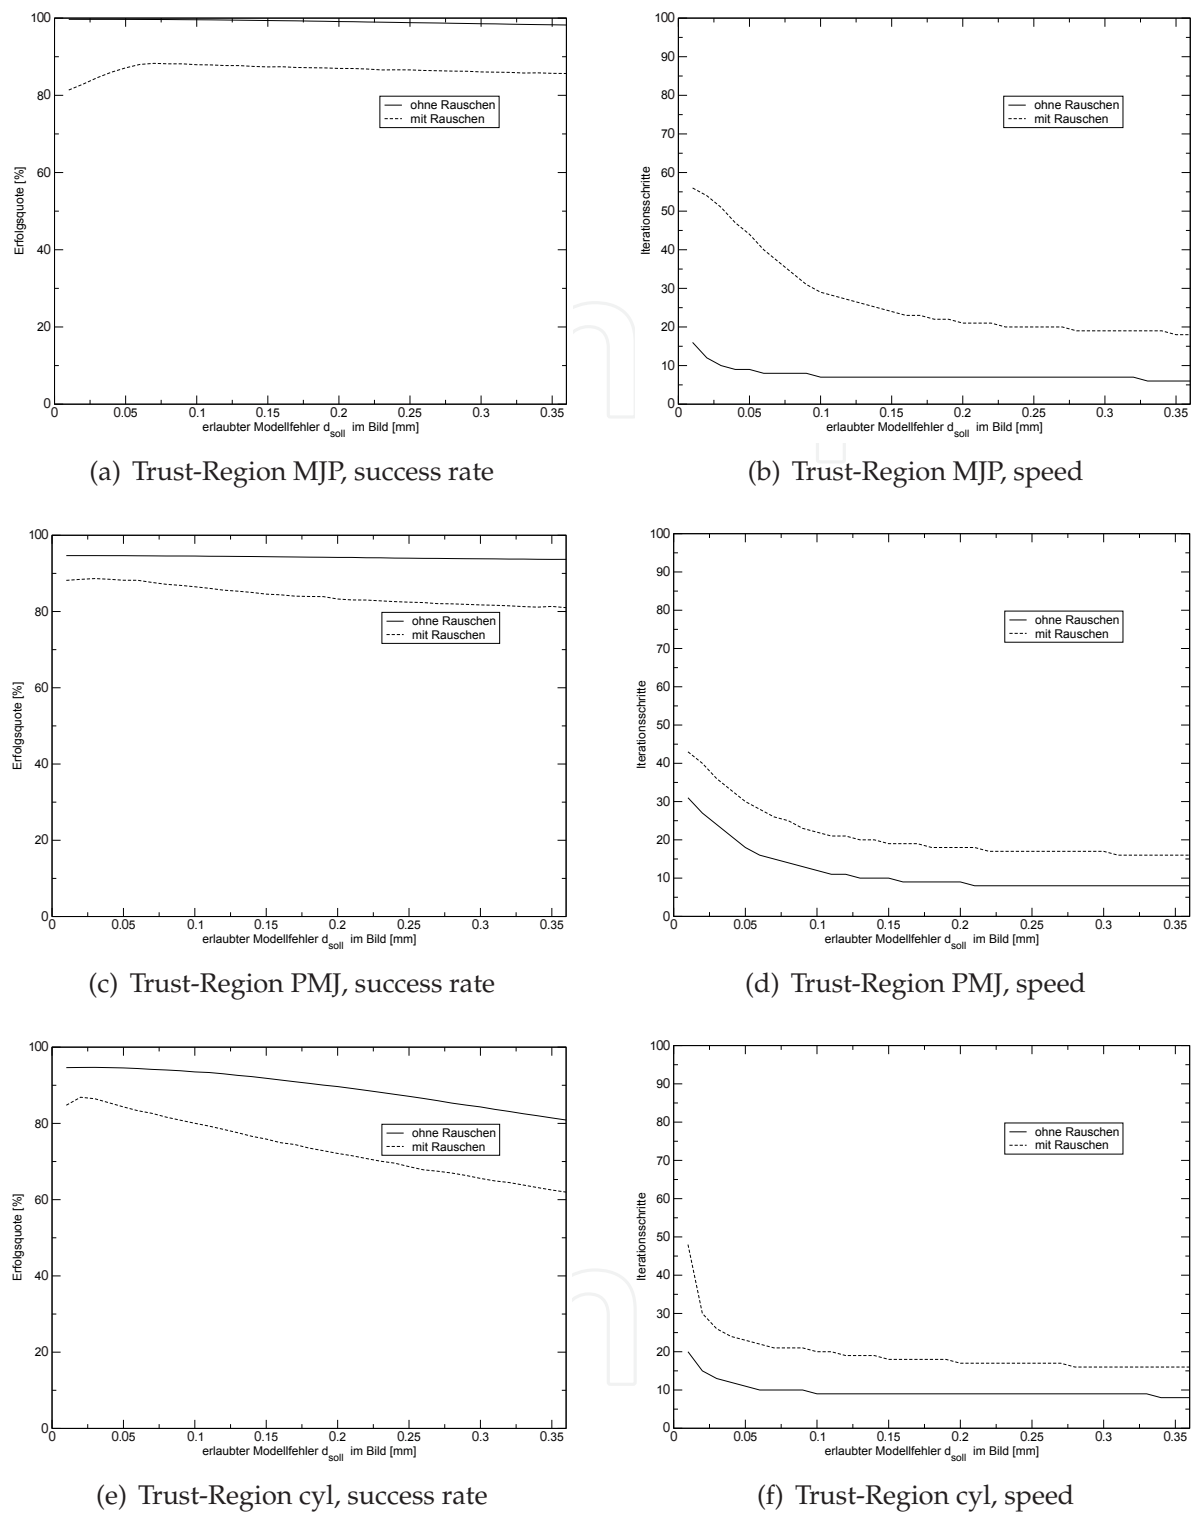 100
80
60
40
20
0
Erfolgsquote [%]
ohne Rauschen
mit Rauschen
0 0.05 0.1 0.15 0.2 0.25 0.3 0.35
erlaubter Modellfehler d_soll im Bild [mm]
(a) Trust-Region MJP, success rate
100
90
80
70
60
50
40
30
20
10
0
Iterationsschritte
ohne Rauschen
mit Rauschen
0 0.05 0.1 0.15 0.2 0.25 0.3 0.35
erlaubter Modellfehler d_soll im Bild [mm]
(b) Trust-Region MJP, speed
100
80
60
40
20
0
Erfolgsquote [%]
ohne Rauschen
mit Rauschen
0 0.05 0.1 0.15 0.2 0.25 0.3 0.35
erlaubter Modellfehler d_soll im Bild [mm]
(c) Trust-Region PMJ, success rate
100
90
80
70
60
50
40
30
20
10
0
Iterationsschritte
ohne Rauschen
mit Rauschen
0 0.05 0.1 0.15 0.2 0.25 0.3 0.35
erlaubter Modellfehler d_soll im Bild [mm]
(d) Trust-Region PMJ, speed
100
80
60
40
20
0
Erfolgsquote [%]
ohne Rauschen
mit Rauschen
0 0.05 0.1 0.15 0.2 0.25 0.3 0.35
erlaubter Modellfehler d_soll im Bild [mm]
(e) Trust-Region cyl, success rate
100
90
80
70
60
50
40
30
20
10
0
Iterationsschritte
ohne Rauschen
mit Rauschen
0 0.05 0.1 0.15 0.2 0.25 0.3 0.35
erlaubter Modellfehler d_soll im Bild [mm]
(f) Trust-Region cyl, speed